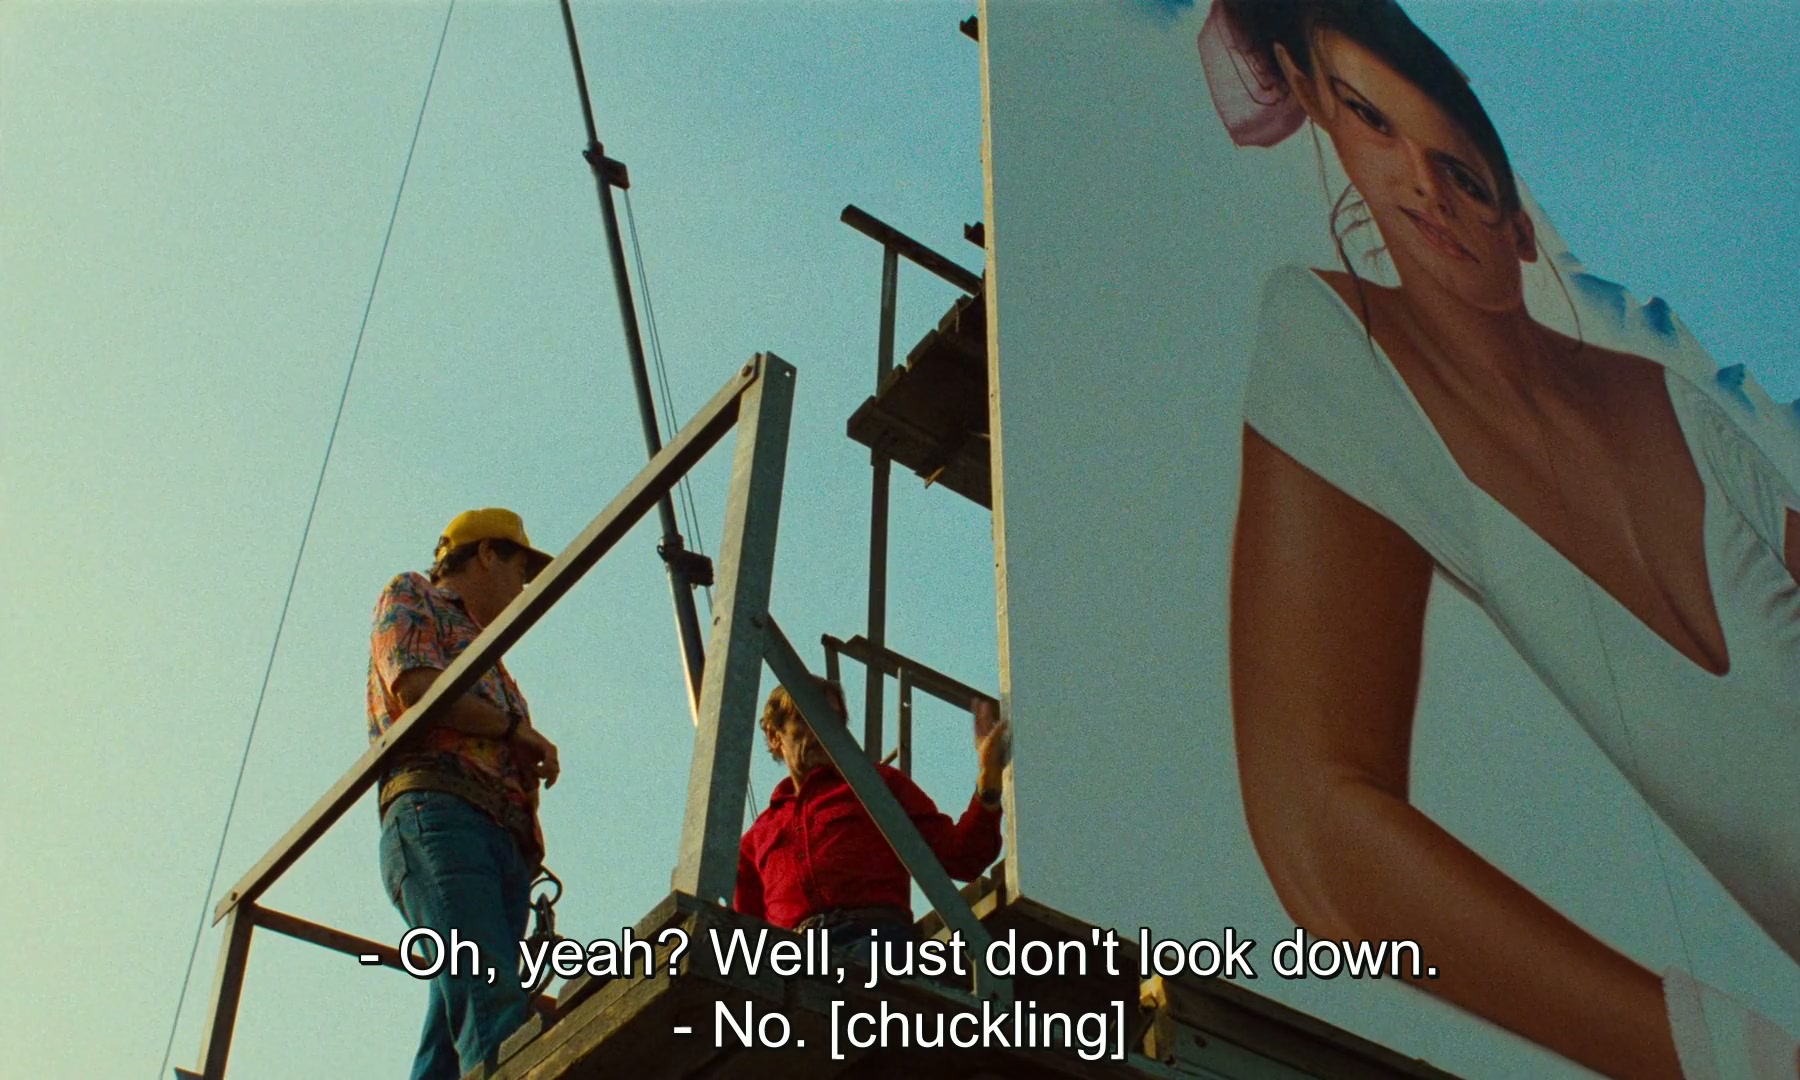 - Oh, yeah? Well, just don't look down.
- No. [chuckling]